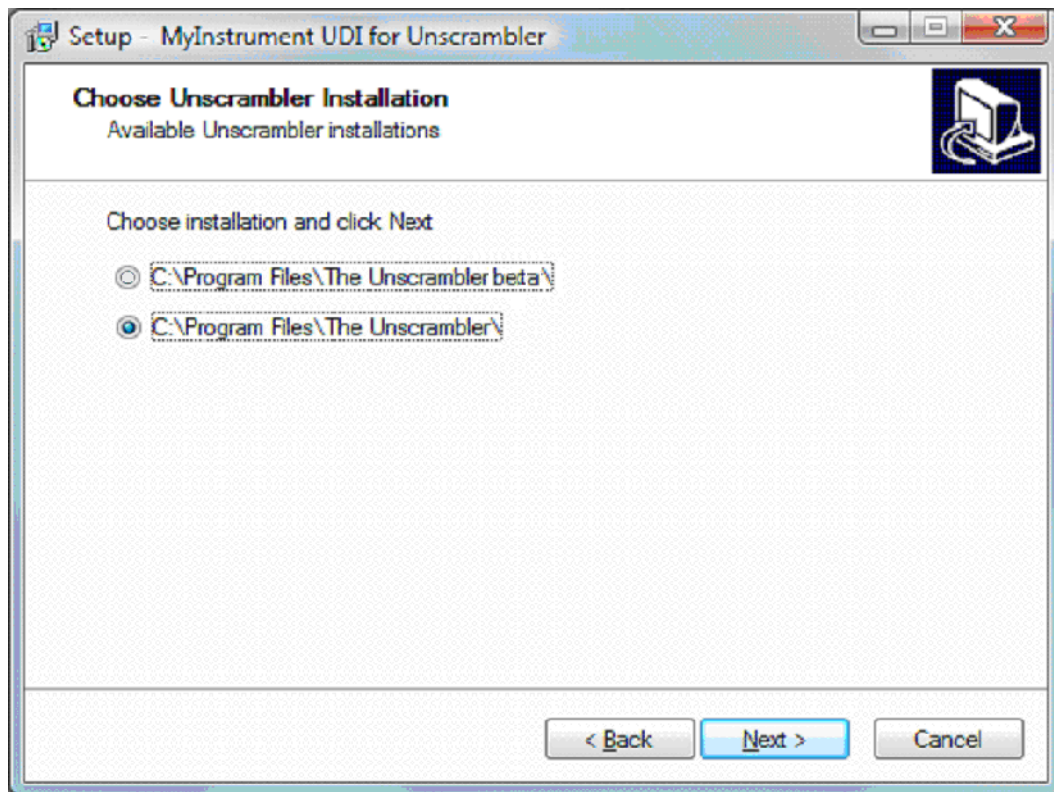 Setup - MyInstrument UDI for Unscrambler
Choose Unscrambler Installation
Available Unscrambler installations
Choose installation and click Next
C:\Program Files\The Unscrambler beta\
C:\Program Files\The Unscrambler\
< Back
Next >
Cancel